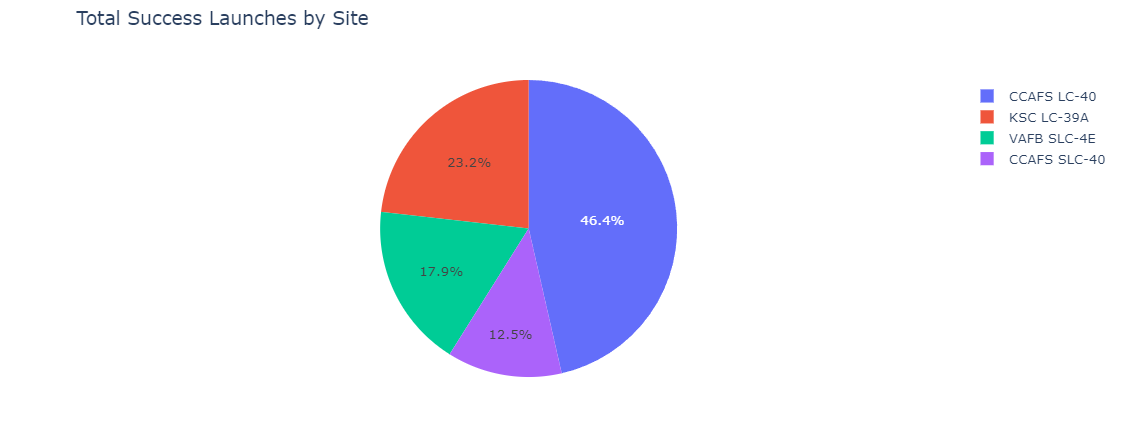 Total Success Launches by Site
CCAFS LC-40
KSC LC-39A
VAFB SLC-4E
CCAFS SLC-40
23.2%
46.4%
17.9%
12.5%